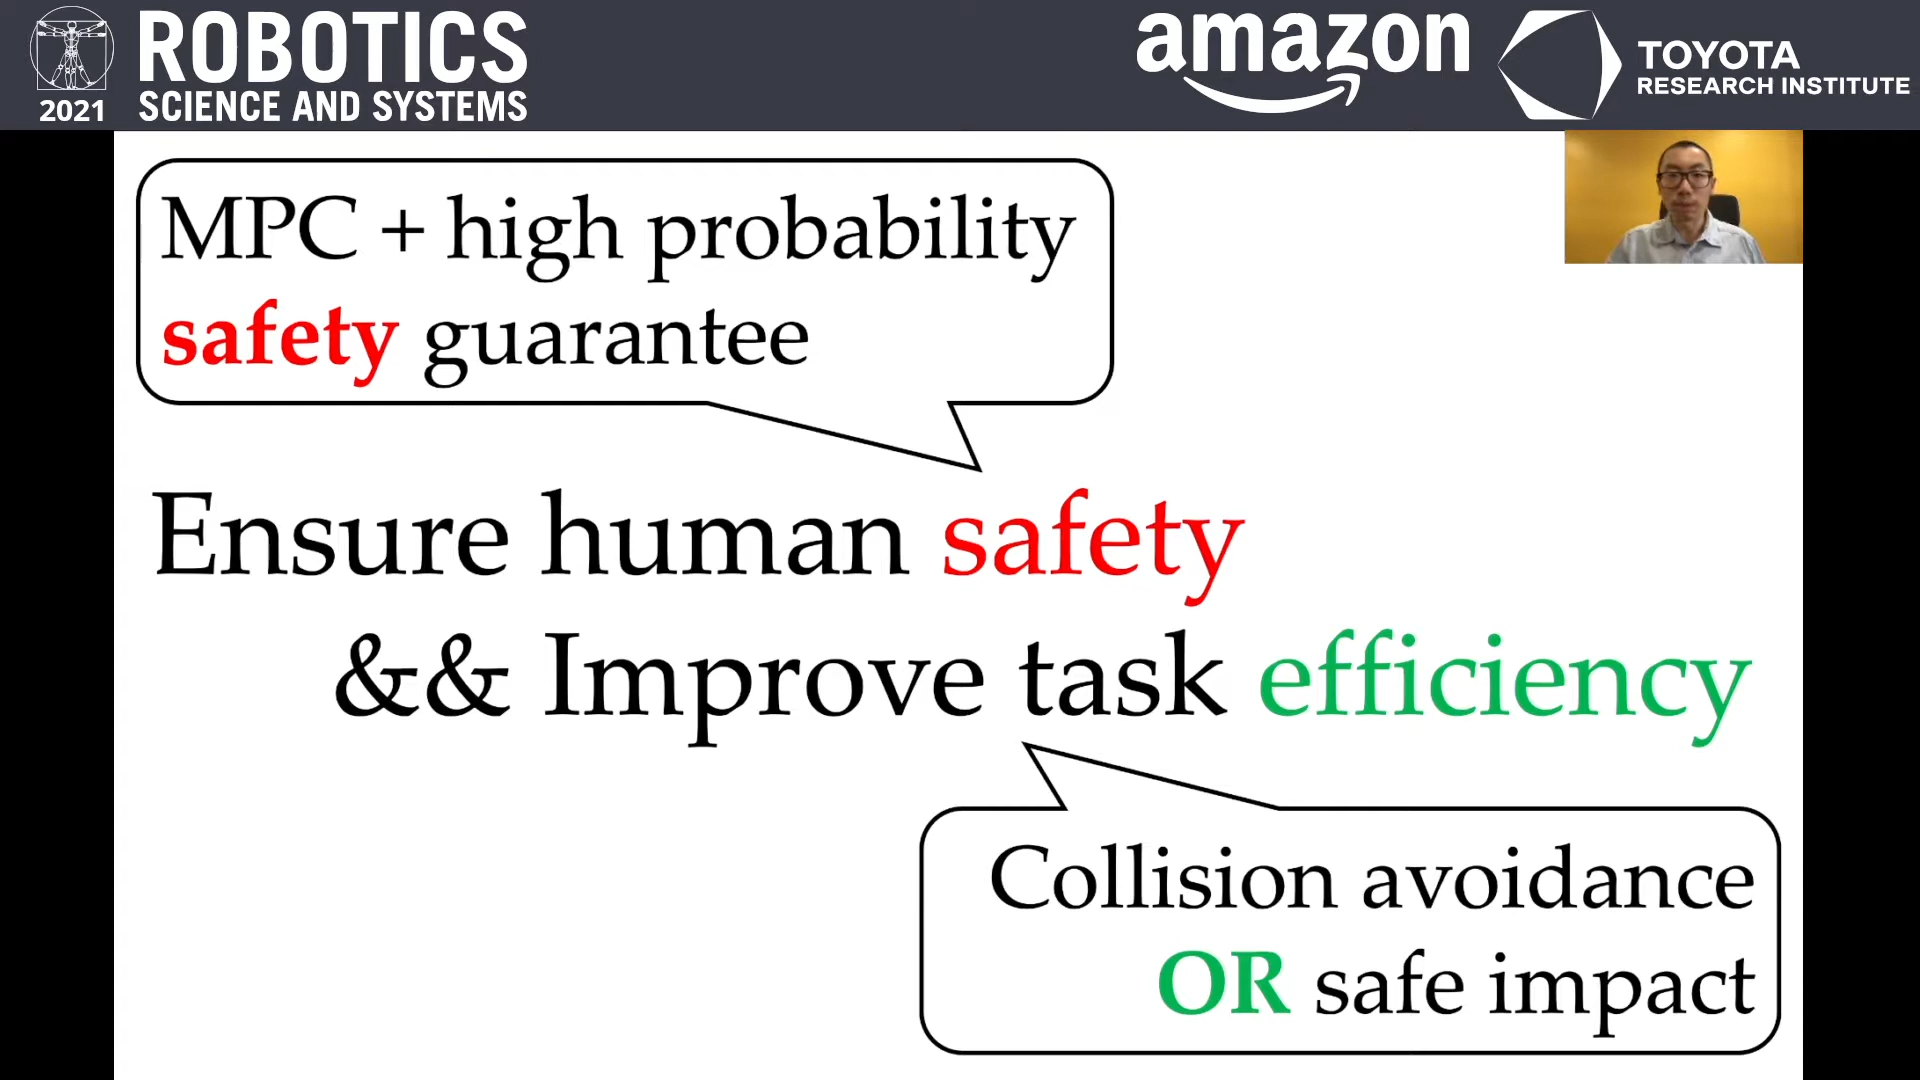 ROBOTICS
SCIENCE AND SYSTEMS
2021
amazon
TOYOTA
RESEARCH INSTITUTE
MPC + high probability
safety guarantee
Ensure human safety
&& Improve task efficiency
Collision avoidance
OR safe impact